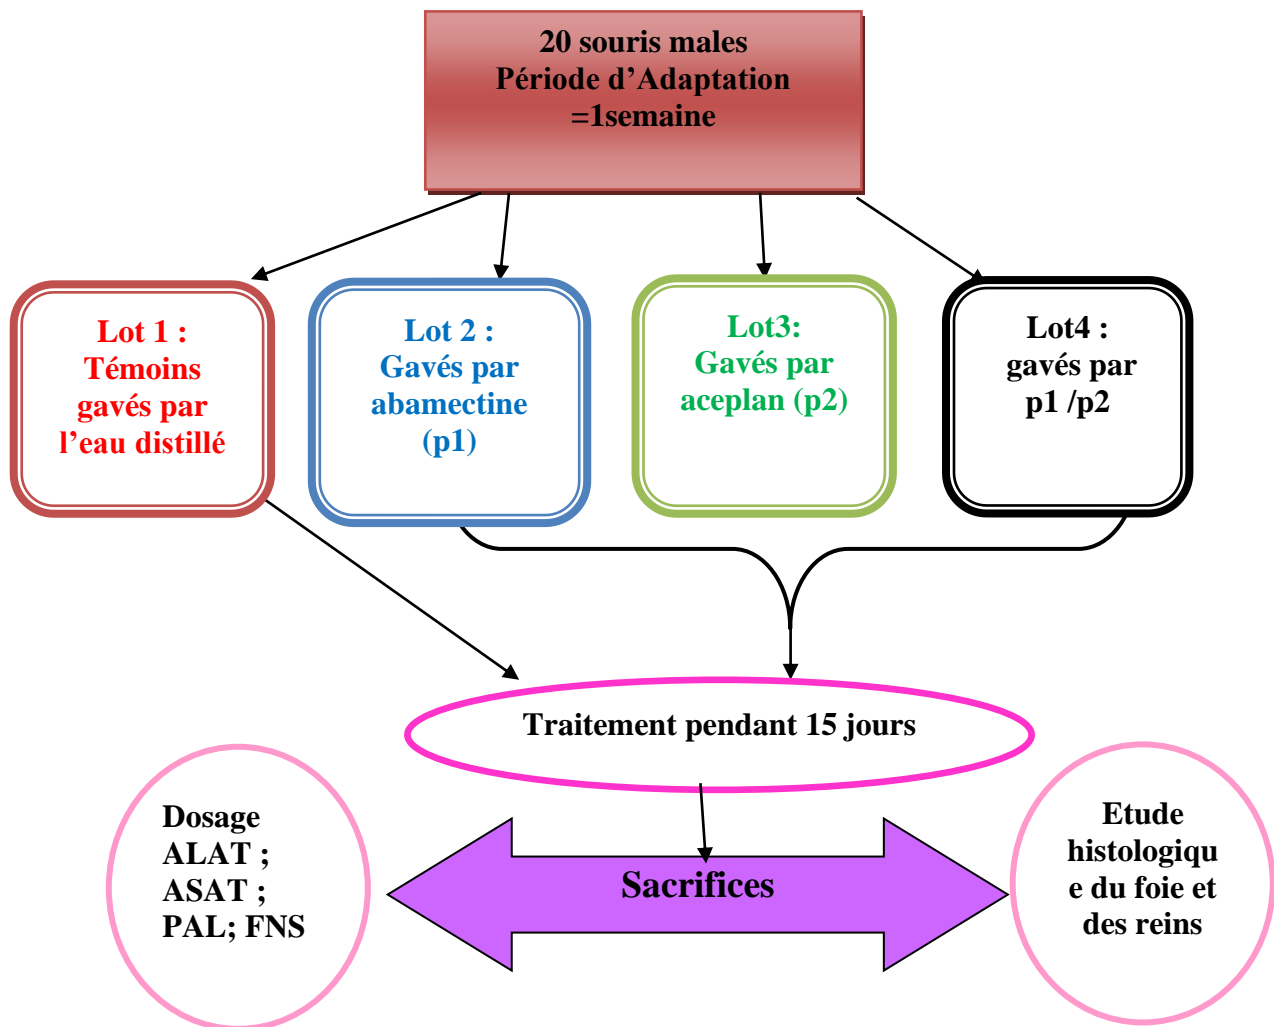 20 souris males
Période d’Adaptation
=1semaine
Lot 1 :
Témoins
gavés par
l’eau distillé
Lot 2 :
Gavés par
abamectine
(p1)
Lot3:
Gavés par
aceplan (p2)
Lot4 :
gavés par
p1 /p2
Traitement pendant 15 jours
Dosage
ALAT ;
ASAT ;
PAL; FNS
Sacrifices
Etude
histologiqu
e du foie et
des reins